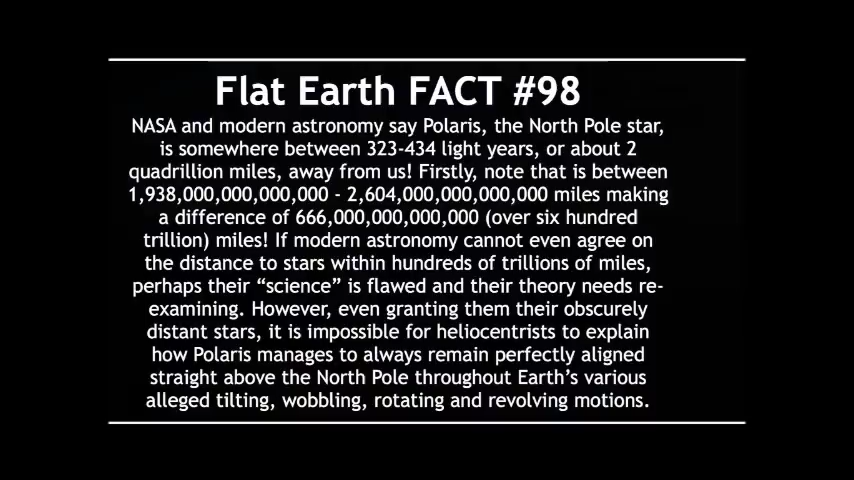 Flat Earth FACT #98
NASA and modern astronomy say Polaris, the North Pole star,
is somewhere between 323-434 light years, or about 2
quadrillion miles, away from us! Firstly, note that is between
1,938,000,000,000,000 - 2,604,000,000,000,000 miles making
a difference of 666,000,000,000,000 (over six hundred
trillion) miles! If modern astronomy cannot even agree on
the distance to stars within hundreds of trillions of miles,
perhaps their “science” is flawed and their theory needs re-
examining. However, even granting them their obscurely
distant stars, it is impossible for heliocentrists to explain
how Polaris manages to always remain perfectly aligned
straight above the North Pole throughout Earth’s various
alleged tilting, wobbling, rotating and revolving motions.